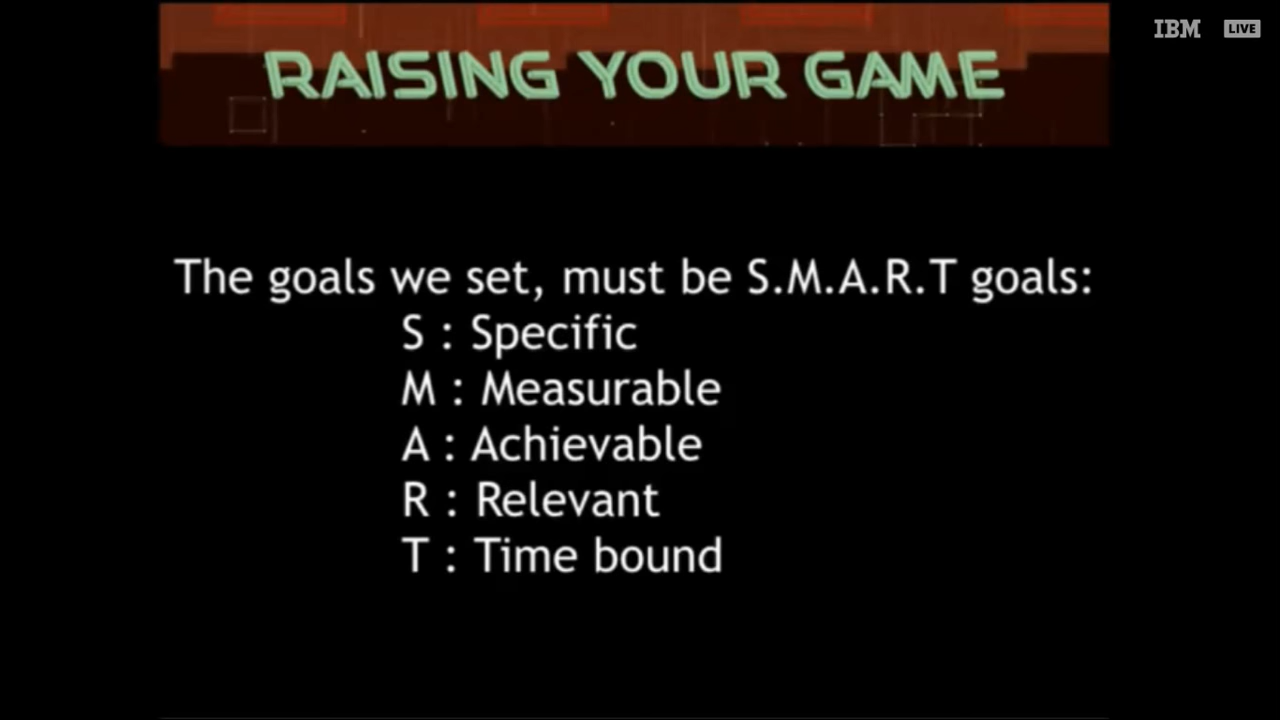 IBM LIVE
RAISING YOUR GAME
The goals we set, must be S.M.A.R.T goals:
S : Specific
M : Measurable
A : Achievable
R : Relevant
T : Time bound